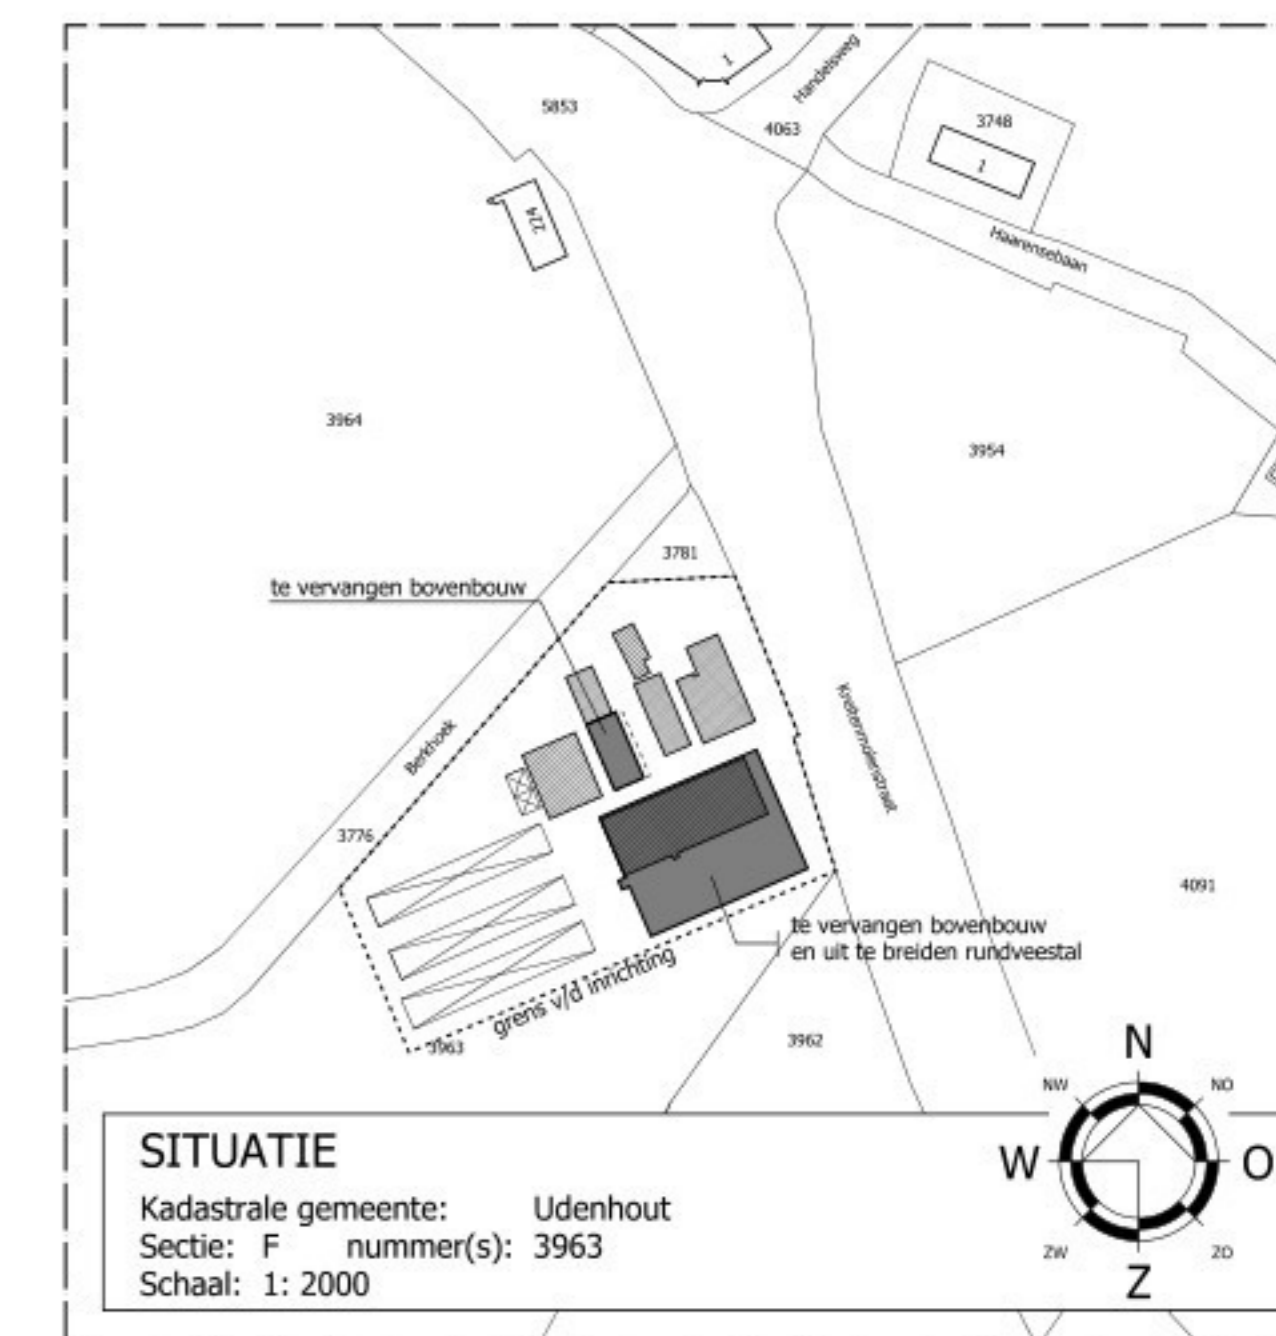 1
Handelsweg
5853
4063
3748
1
224
Haarensebaan
3964
3954
3781
te vervangen bovenbouw
Berkhoek
Kreitenmolenstraat
3776
4091
te vervangen bovenbouw
en uit te breiden rundveestal
grens v/d inrichting
3963
3962
N
NW
NO
W
O
ZW
ZO
Z
SITUATIE
Kadastrale gemeente: Udenhout
Sectie: F nummer(s): 3963
Schaal: 1: 2000